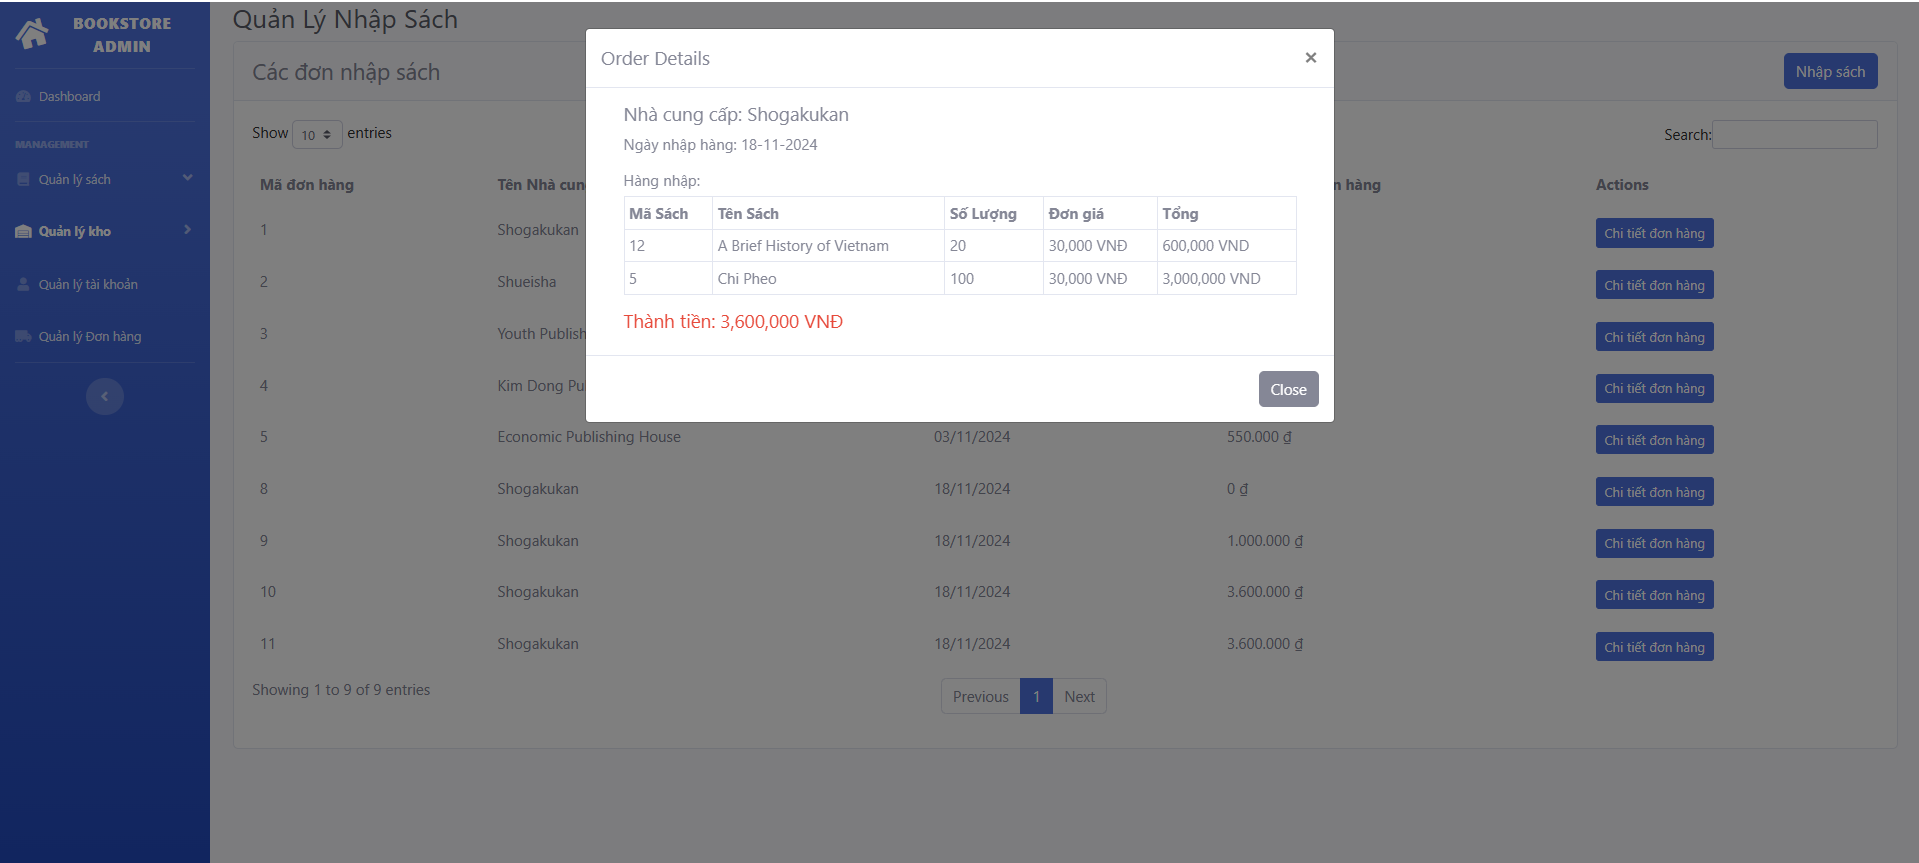 BOOKSTORE
ADMIN
Dashboard
MANAGEMENT
Quản lý sách
Quản lý kho
Quản lý tài khoản
Quản lý Đơn hàng
Quản Lý Nhập Sách
Các đơn nhập sách
Nhập sách
Show 10 entries
Search:
Mã đơn hàng Tên Nhà cun n hàng Actions
1 Shogakukan Chi tiết đơn hàng
2 Shueisha Chi tiết đơn hàng
3 Youth Publish Chi tiết đơn hàng
4 Kim Dong Pu Chi tiết đơn hàng
5 Economic Publishing House 03/11/2024 550.000 ₫ Chi tiết đơn hàng
8 Shogakukan 18/11/2024 0 ₫ Chi tiết đơn hàng
9 Shogakukan 18/11/2024 1.000.000 ₫ Chi tiết đơn hàng
10 Shogakukan 18/11/2024 3.600.000 ₫ Chi tiết đơn hàng
11 Shogakukan 18/11/2024 3.600.000 ₫ Chi tiết đơn hàng
Showing 1 to 9 of 9 entries
Previous 1 Next
Order Details ×
Nhà cung cấp: Shogakukan
Ngày nhập hàng: 18-11-2024
Hàng nhập:
Mã Sách Tên Sách Số Lượng Đơn giá Tổng
12 A Brief History of Vietnam 20 30,000 VNĐ 600,000 VND
5 Chi Pheo 100 30,000 VNĐ 3,000,000 VND
Thành tiền: 3,600,000 VNĐ
Close